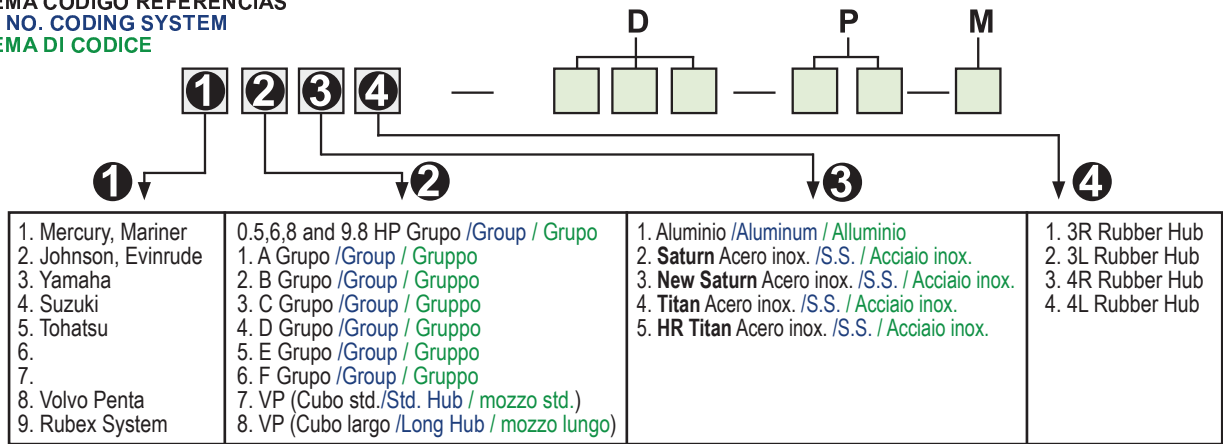 EMA CODIGO REFERENCIAS
NO. CODING SYSTEM
EMA DI CODICE
D P M
1 2 3 4 — — —
1 2 3 4
1. Mercury, Mariner
2. Johnson, Evinrude
3. Yamaha
4. Suzuki
5. Tohatsu
6.
7.
8. Volvo Penta
9. Rubex System
0.5,6,8 and 9.8 HP Grupo /Group / Grupo
1. A Grupo /Group / Gruppo
2. B Grupo /Group / Gruppo
3. C Grupo /Group / Gruppo
4. D Grupo /Group / Gruppo
5. E Grupo /Group / Gruppo
6. F Grupo /Group / Gruppo
7. VP (Cubo std./Std. Hub / mozzo std.)
8. VP (Cubo largo /Long Hub / mozzo lungo)
1. Aluminio /Aluminum / Alluminio
2. Saturn Acero inox. /S.S. / Acciaio inox.
3. New Saturn Acero inox. /S.S. / Acciaio inox.
4. Titan Acero inox. /S.S. / Acciaio inox.
5. HR Titan Acero inox. /S.S. / Acciaio inox.
1. 3R Rubber Hub
2. 3L Rubber Hub
3. 4R Rubber Hub
4. 4L Rubber Hub